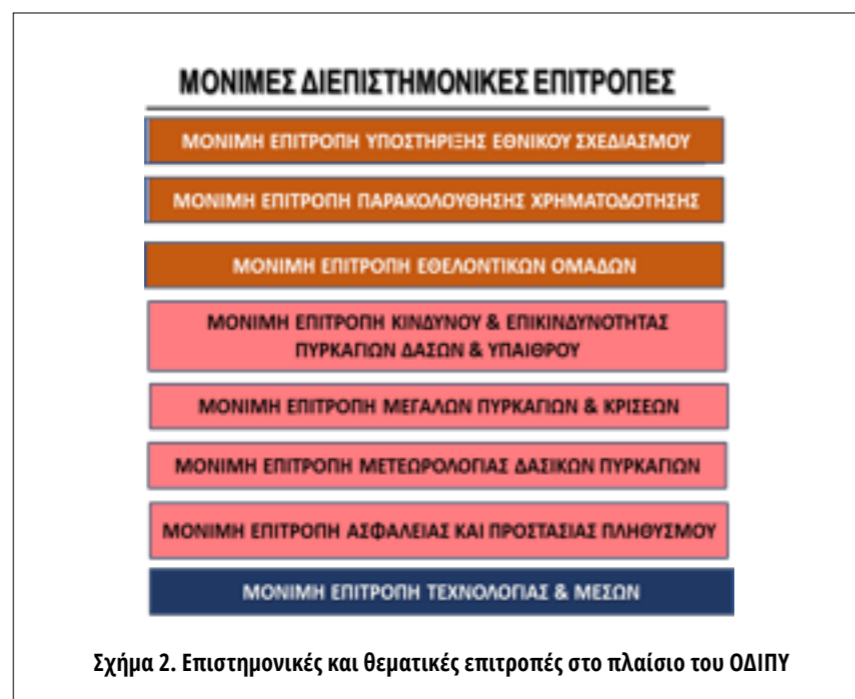 ΜΟΝΙΜΕΣ ΔΙΕΠΙΣΤΗΜΟΝΙΚΕΣ ΕΠΙΤΡΟΠΕΣ
ΜΟΝΙΜΗ ΕΠΙΤΡΟΠΗ ΥΠΟΣΤΗΡΙΞΗΣ ΕΘΝΙΚΟΥ ΣΧΕΔΙΑΣΜΟΥ
ΜΟΝΙΜΗ ΕΠΙΤΡΟΠΗ ΠΑΡΑΚΟΛΟΥΘΗΣΗΣ ΧΡΗΜΑΤΟΔΟΤΗΣΗΣ
ΜΟΝΙΜΗ ΕΠΙΤΡΟΠΗ ΕΘΕΛΟΝΤΙΚΩΝ ΟΜΑΔΩΝ
ΜΟΝΙΜΗ ΕΠΙΤΡΟΠΗ ΚΙΝΔΥΝΟΥ & ΕΠΙΚΙΝΔΥΝΟΤΗΤΑΣ
ΠΥΡΚΑΓΙΩΝ ΔΑΣΩΝ & ΥΠΑΙΘΡΟΥ
ΜΟΝΙΜΗ ΕΠΙΤΡΟΠΗ ΜΕΓΑΛΩΝ ΠΥΡΚΑΓΙΩΝ & ΚΡΙΣΕΩΝ
ΜΟΝΙΜΗ ΕΠΙΤΡΟΠΗ ΜΕΤΕΩΡΟΛΟΓΙΑΣ ΔΑΣΙΚΩΝ ΠΥΡΚΑΓΙΩΝ
ΜΟΝΙΜΗ ΕΠΙΤΡΟΠΗ ΑΣΦΑΛΕΙΑΣ ΚΑΙ ΠΡΟΣΤΑΣΙΑΣ ΠΛΗΘΥΣΜΟΥ
ΜΟΝΙΜΗ ΕΠΙΤΡΟΠΗ ΤΕΧΝΟΛΟΓΙΑΣ & ΜΕΣΩΝ
Σχήμα 2. Επιστημονικές και θεματικές επιτροπές στο πλαίσιο του ΟΔΙΠΥ